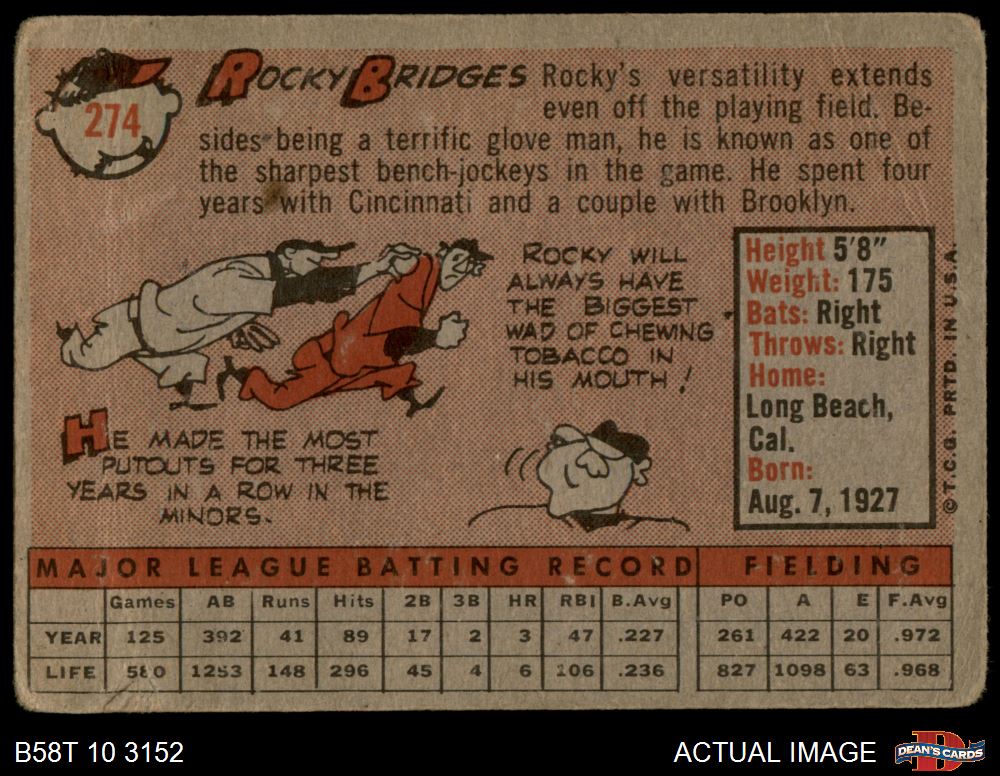 274
ROCKY BRIDGES
Rocky's versatility extends
even off the playing field. Be-
sides being a terrific glove man, he is known as one of
the sharpest bench-jockeys in the game. He spent four
years with Cincinnati and a couple with Brooklyn.
ROCKY WILL
ALWAYS HAVE
THE BIGGEST
WAD OF CHEWING
TOBACCO IN
HIS MOUTH!
HE MADE THE MOST
PUTOUTS FOR THREE
YEARS IN A ROW IN THE
MINORS.
Height 5'8"
Weight: 175
Bats: Right
Throws: Right
Home:
Long Beach,
Cal.
Born:
Aug. 7, 1927
©T.C.G. PRTD. IN U.S.A.
MAJOR LEAGUE BATTING RECORD FIELDING
Games AB Runs Hits 2B 3B HR RBI B.Avg PO A E F.Avg
YEAR 125 392 41 89 17 2 3 47 .227 261 422 20 .972
LIFE 580 1253 148 296 45 4 6 106 .236 827 1098 63 .968
B58T 10 3152
ACTUAL IMAGE
DEAN'S CARDS